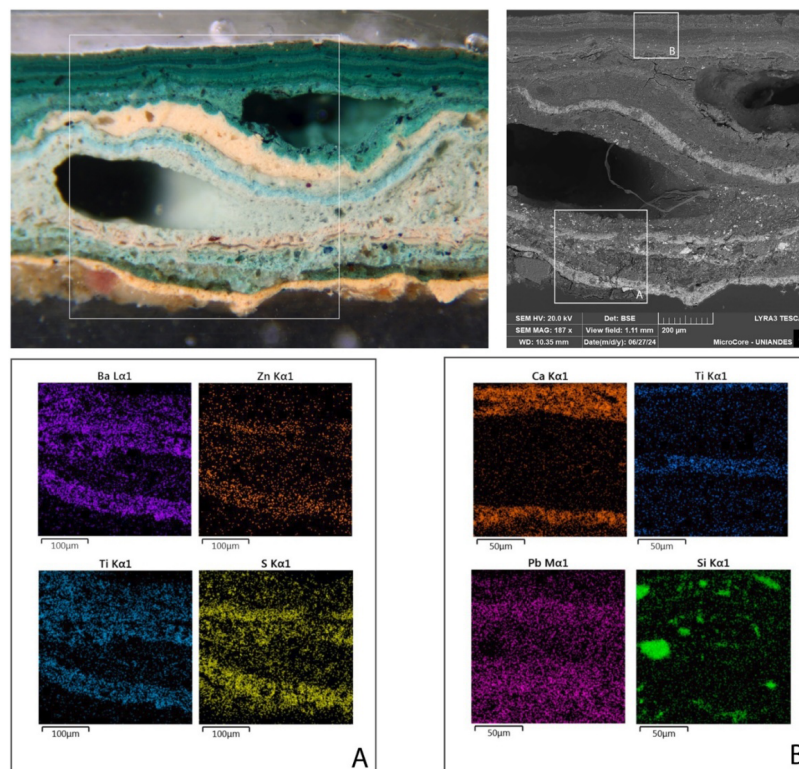 B
A
SEM HV: 20.0 kV Det: BSE LYRA3 TESCA
SEM MAG: 187 x View field: 1.11 mm 200 µm
WD: 10.35 mm Date(m/d/y): 06/27/24 MicroCore - UNIANDES
Ba Lα1 Zn Kα1
100µm 100µm
Ti Kα1 S Kα1
100µm 100µm
A
Ca Kα1 Ti Kα1
50µm 50µm
Pb Mα1 Si Kα1
50µm 50µm
B